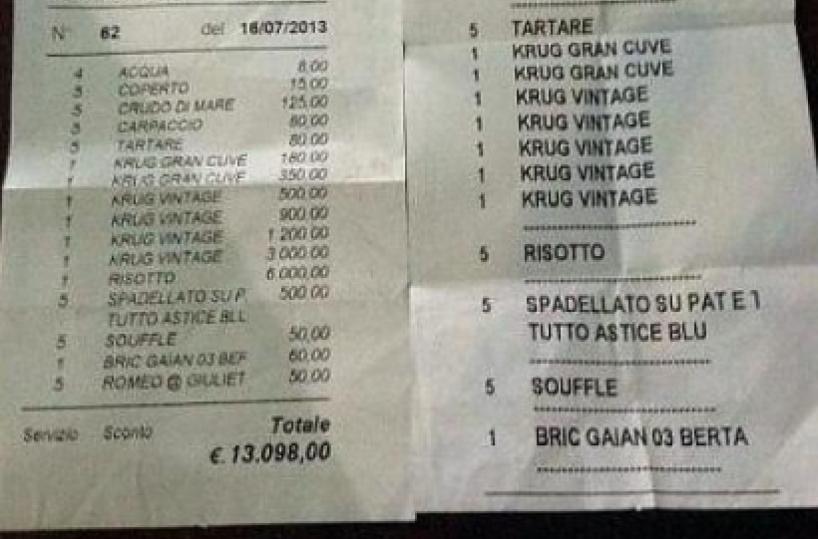 N° 62 del 16/07/2013
4 ACQUA 8,00
5 COPERTO 15,00
5 CRUDO DI MARE 125,00
5 CARPACCIO 80,00
5 TARTARE 80,00
1 KRUG GRAN CUVE 180,00
1 KRUG GRAN CUVE 350,00
1 KRUG VINTAGE 500,00
1 KRUG VINTAGE 900,00
1 KRUG VINTAGE 1.200,00
1 KRUG VINTAGE 3.000,00
1 RISOTTO 6.000,00
5 SPADELLATO SU P. 500,00
TUTTO ASTICE BLL
5 SOUFFLE 50,00
1 BRIC GAIAN 03 BEF 60,00
5 ROMEO @ GIULIET 50,00
Servizio Sconto Totale
€. 13.098,00
5 TARTARE
1 KRUG GRAN CUVE
1 KRUG GRAN CUVE
1 KRUG VINTAGE
1 KRUG VINTAGE
1 KRUG VINTAGE
1 KRUG VINTAGE
1 KRUG VINTAGE
5 RISOTTO
5 SPADELLATO SU PAT E 1
TUTTO ASTICE BLU
5 SOUFFLE
1 BRIC GAIAN 03 BERTA